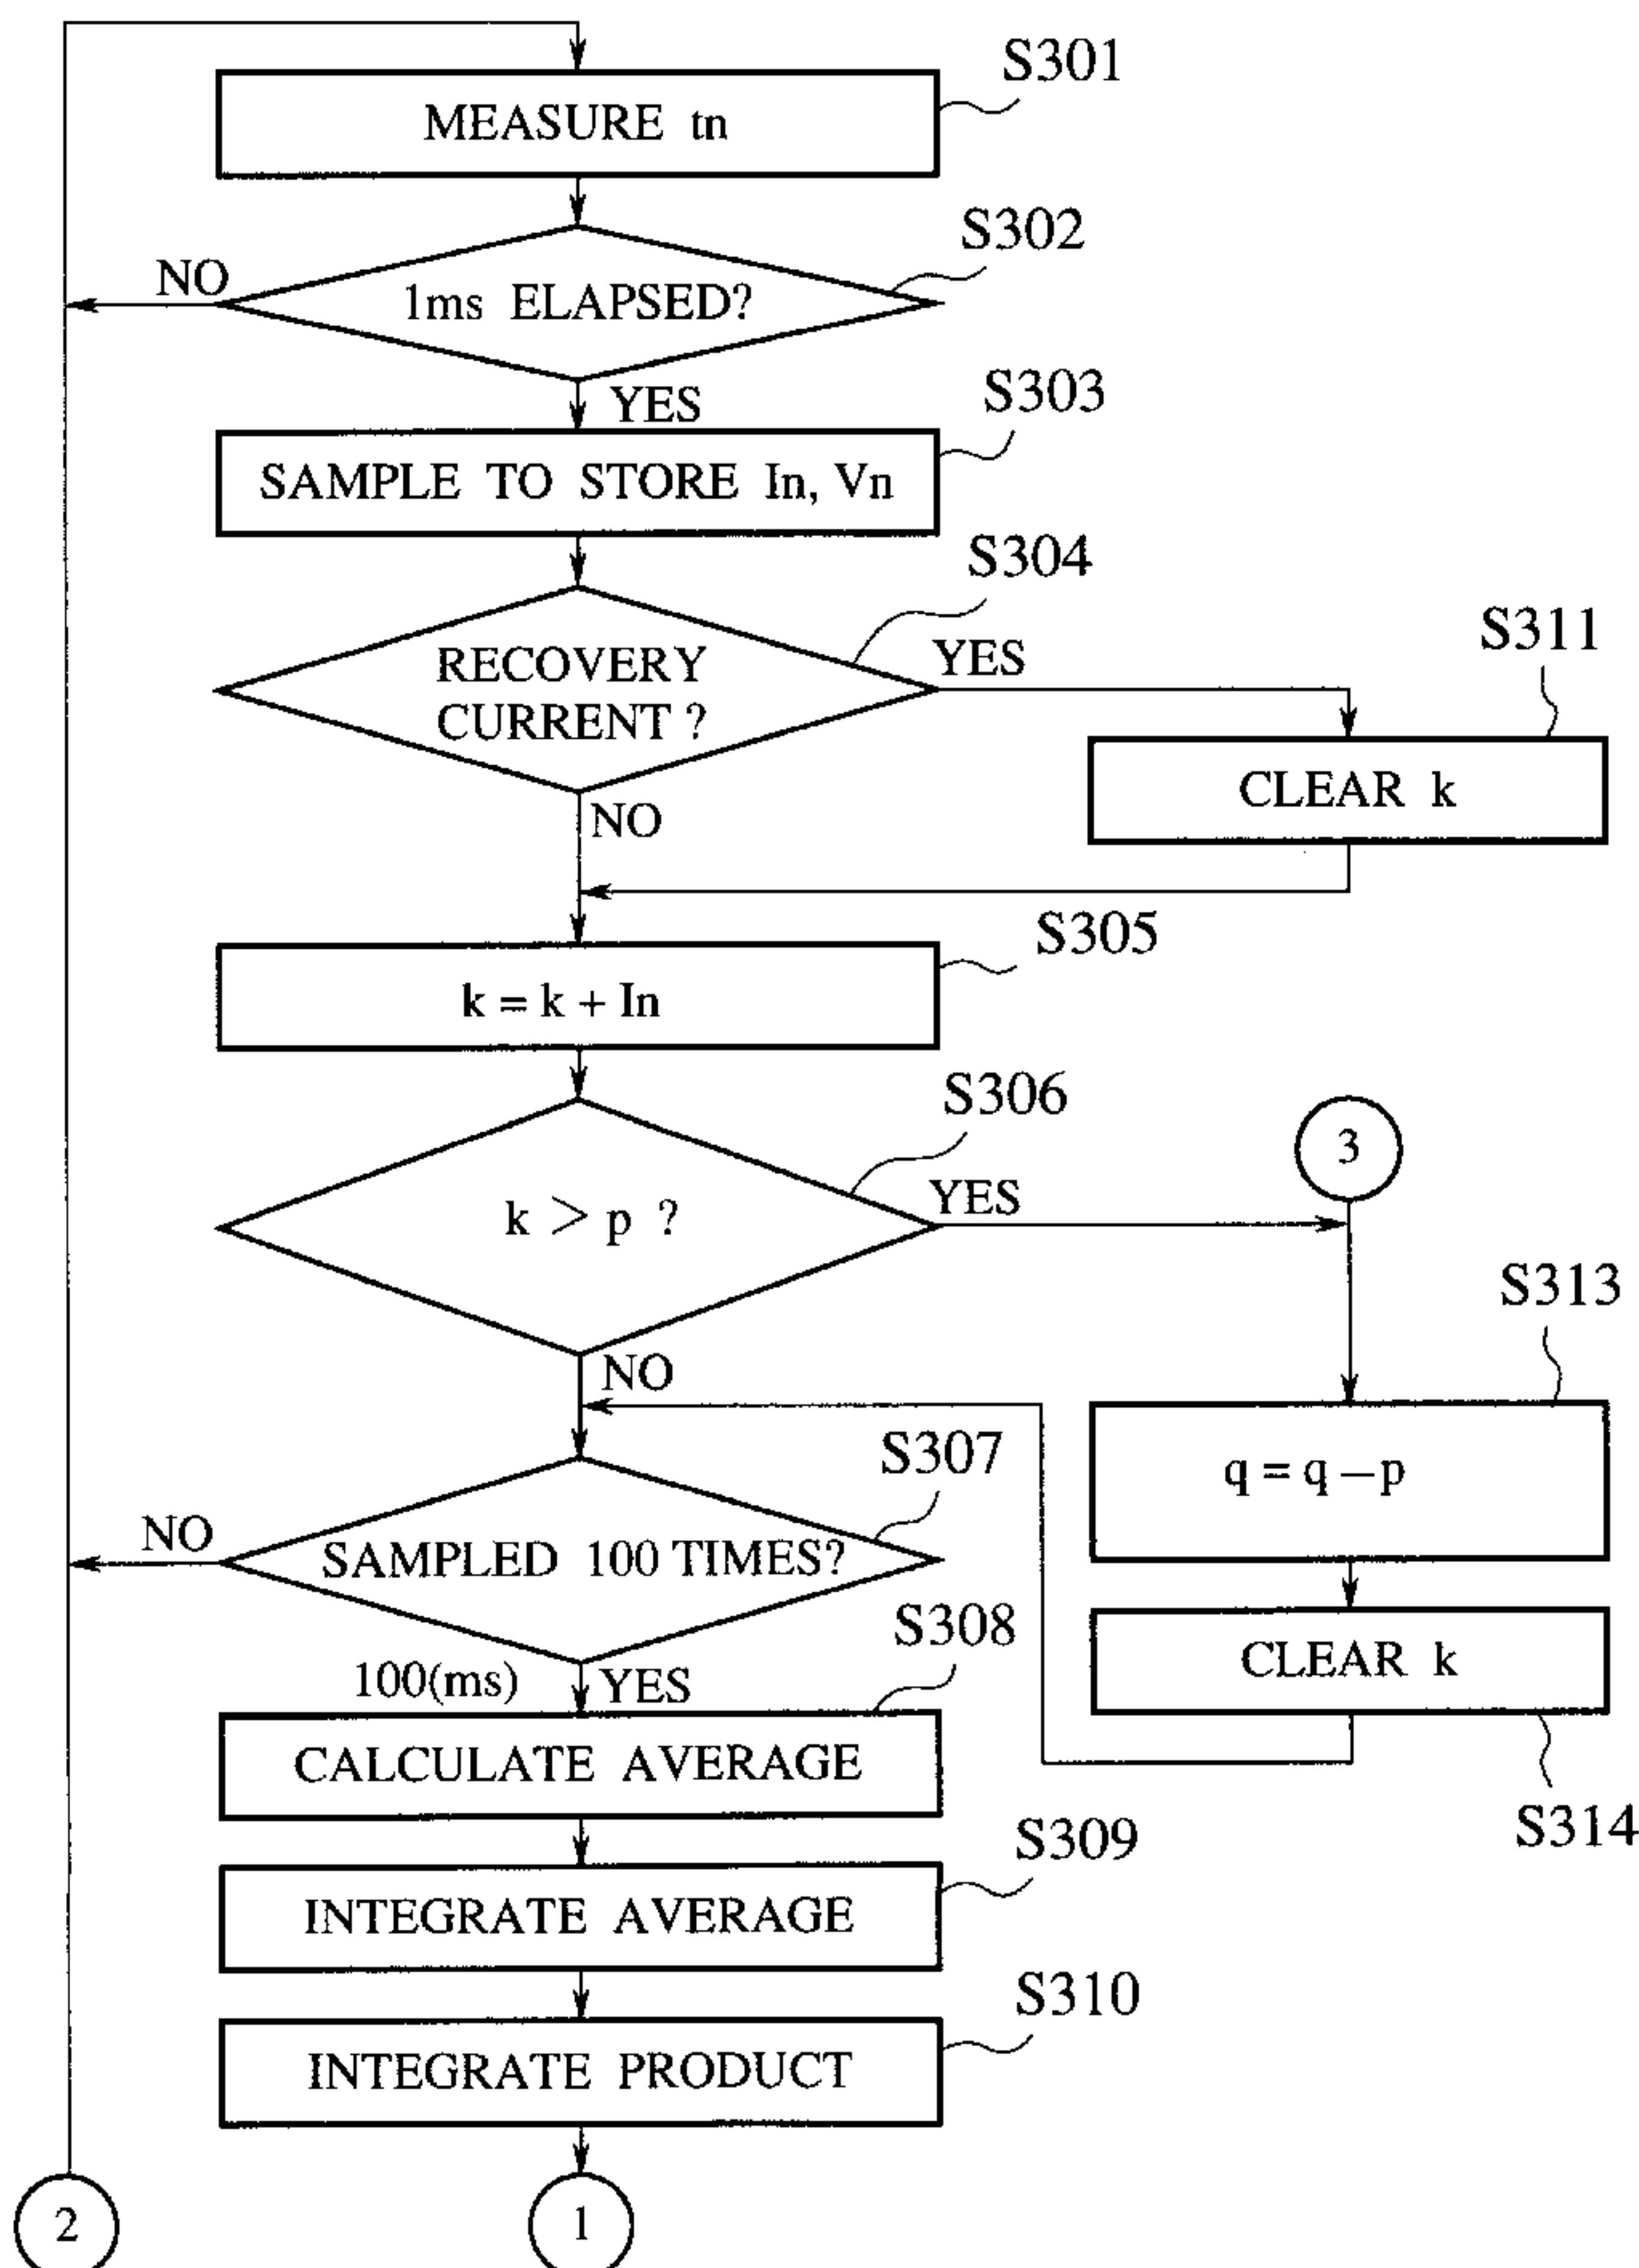 S301
MEASURE tn
S302
NO
1ms ELAPSED?
YES
S303
SAMPLE TO STORE In, Vn
S304
RECOVERY
CURRENT ?
YES
S311
CLEAR k
NO
S305
k = k + In
S306
3
k > p ?
YES
S313
NO
q = q – p
S307
NO
SAMPLED 100 TIMES?
CLEAR k
S314
100(ms)
YES
S308
CALCULATE AVERAGE
S309
INTEGRATE AVERAGE
S310
INTEGRATE PRODUCT
2
1